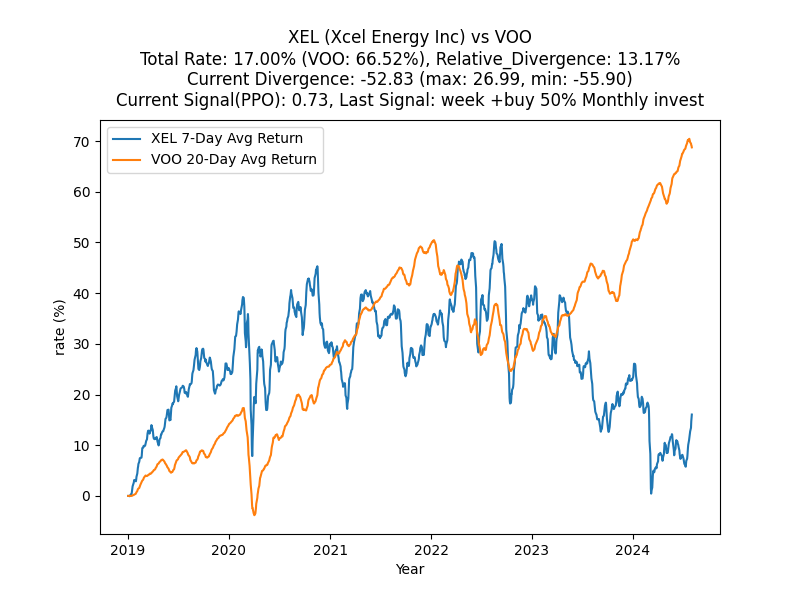 XEL (Xcel Energy Inc) vs VOO
Total Rate: 17.00% (VOO: 66.52%), Relative_Divergence: 13.17%
Current Divergence: -52.83 (max: 26.99, min: -55.90)
Current Signal(PPO): 0.73, Last Signal: week +buy 50% Monthly invest
XEL 7-Day Avg Return
VOO 20-Day Avg Return
70
60
50
40
30
20
10
0
rate (%)
2019 2020 2021 2022 2023 2024
Year